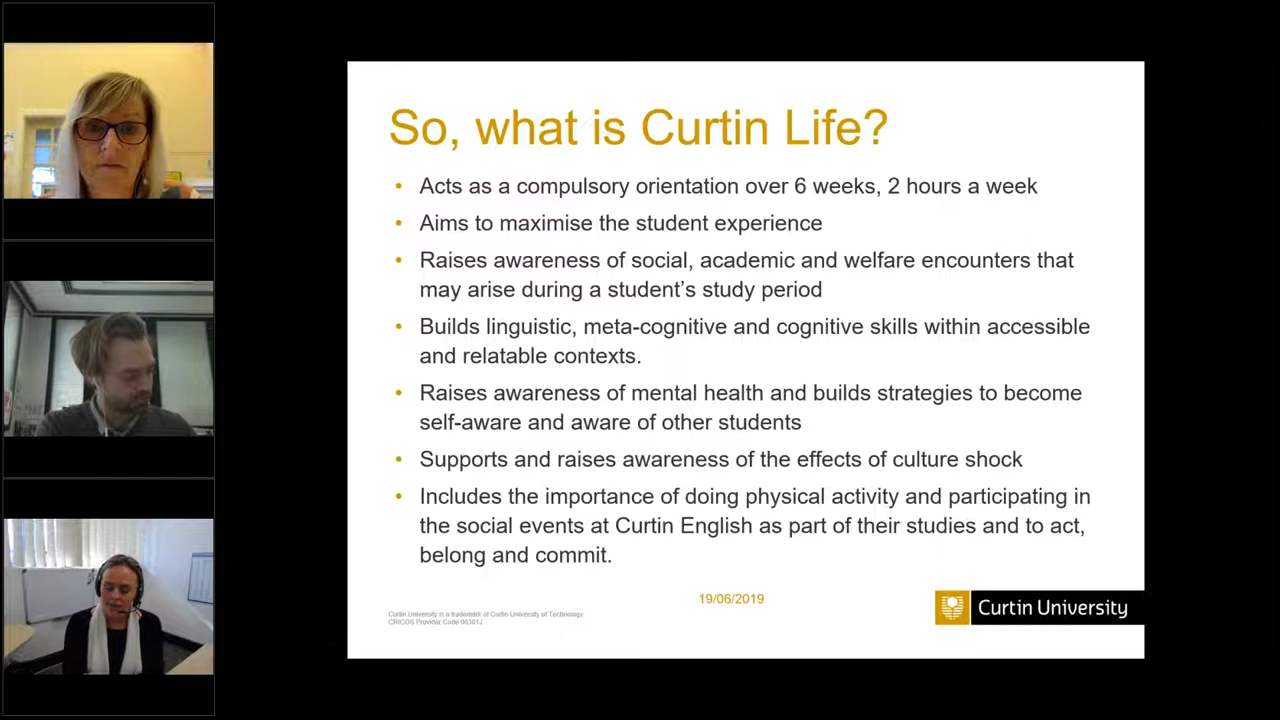 So, what is Curtin Life?
• Acts as a compulsory orientation over 6 weeks, 2 hours a week
• Aims to maximise the student experience
• Raises awareness of social, academic and welfare encounters that
may arise during a student's study period
• Builds linguistic, meta-cognitive and cognitive skills within accessible
and relatable contexts.
• Raises awareness of mental health and builds strategies to become
self-aware and aware of other students
• Supports and raises awareness of the effects of culture shock
• Includes the importance of doing physical activity and participating in
the social events at Curtin English as part of their studies and to act,
belong and commit.
19/06/2019
Curtin University is a trademark of Curtin University of Technology
CRICOS Provider Code 00301J
Curtin University